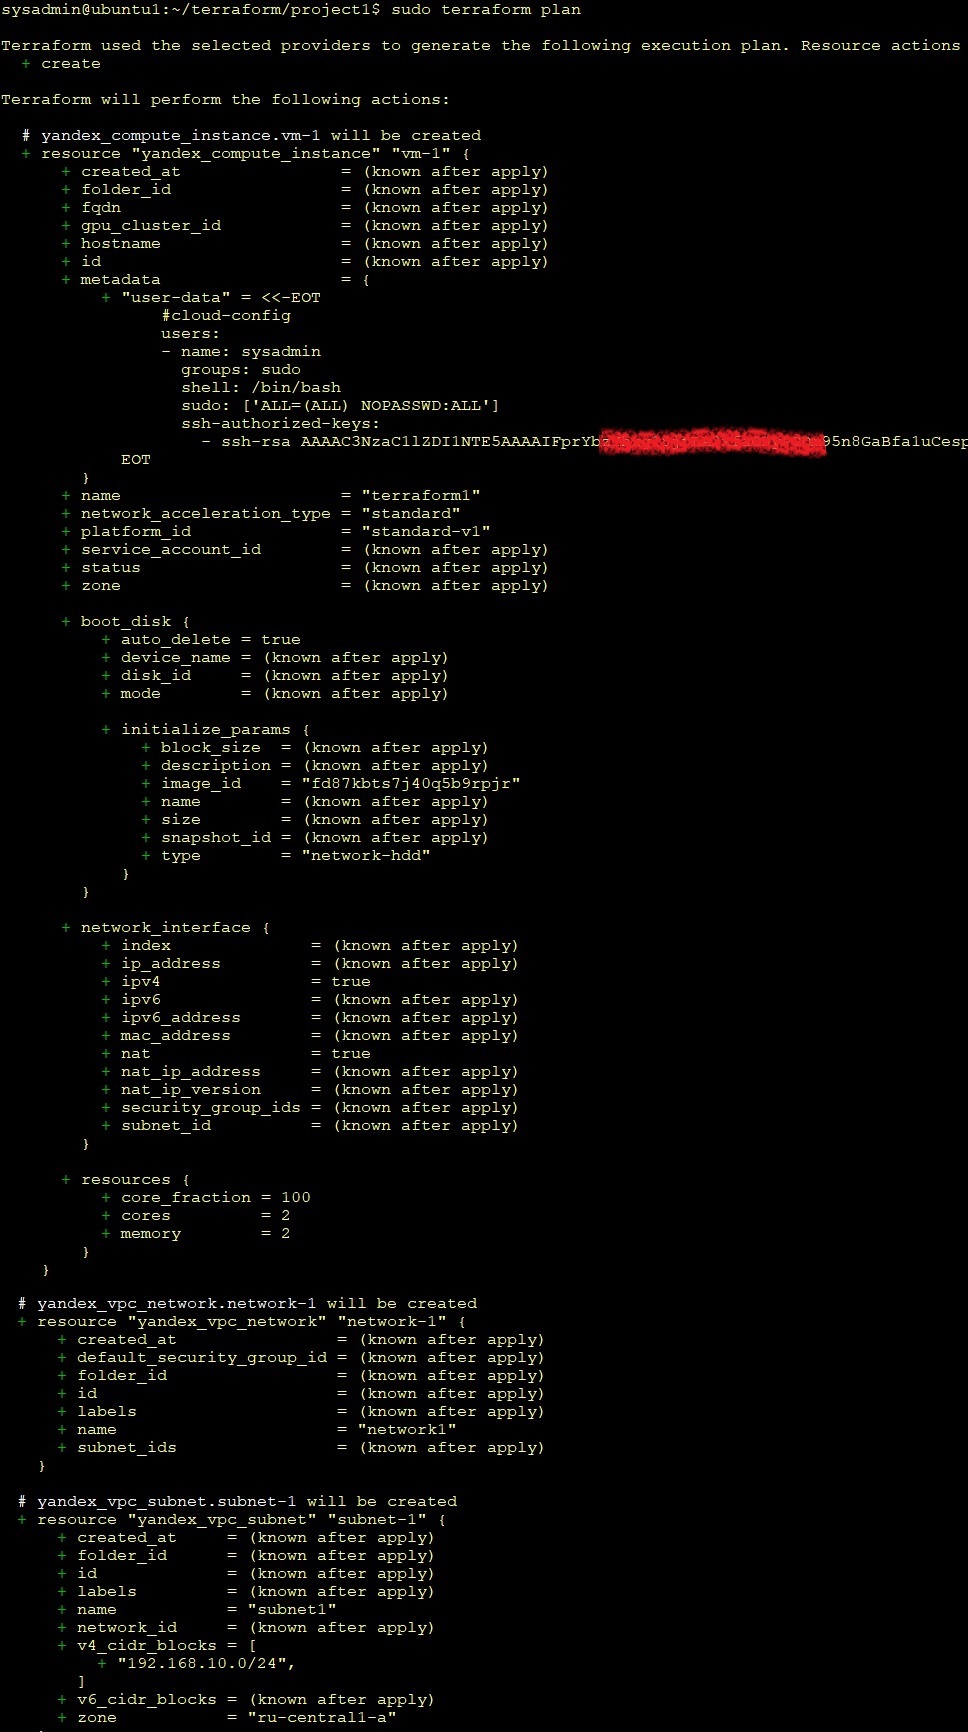 sysadmin@ubuntu1:~/terraform/project1$ sudo terraform plan
Terraform used the selected providers to generate the following execution plan. Resource actions
+ create
Terraform will perform the following actions:
# yandex_compute_instance.vm-1 will be created
+ resource "yandex_compute_instance" "vm-1" {
+ created_at = (known after apply)
+ folder_id = (known after apply)
+ fqdn = (known after apply)
+ gpu_cluster_id = (known after apply)
+ hostname = (known after apply)
+ id = (known after apply)
+ metadata = {
+ "user-data" = <<-EOT
#cloud-config
users:
- name: sysadmin
groups: sudo
shell: /bin/bash
sudo: ['ALL=(ALL) NOPASSWD:ALL']
ssh-authorized-keys:
- ssh-rsa AAAAC3NzaC1lZDI1NTE5AAAAIFprYb 95n8GaBfa1uCesp
EOT
}
+ name = "terraform1"
+ network_acceleration_type = "standard"
+ platform_id = "standard-v1"
+ service_account_id = (known after apply)
+ status = (known after apply)
+ zone = (known after apply)
+ boot_disk {
+ auto_delete = true
+ device_name = (known after apply)
+ disk_id = (known after apply)
+ mode = (known after apply)
+ initialize_params {
+ block_size = (known after apply)
+ description = (known after apply)
+ image_id = "fd87kbts7j40q5b9rpjr"
+ name = (known after apply)
+ size = (known after apply)
+ snapshot_id = (known after apply)
+ type = "network-hdd"
}
}
+ network_interface {
+ index = (known after apply)
+ ip_address = (known after apply)
+ ipv4 = true
+ ipv6 = (known after apply)
+ ipv6_address = (known after apply)
+ mac_address = (known after apply)
+ nat = true
+ nat_ip_address = (known after apply)
+ nat_ip_version = (known after apply)
+ security_group_ids = (known after apply)
+ subnet_id = (known after apply)
}
+ resources {
+ core_fraction = 100
+ cores = 2
+ memory = 2
}
}
# yandex_vpc_network.network-1 will be created
+ resource "yandex_vpc_network" "network-1" {
+ created_at = (known after apply)
+ default_security_group_id = (known after apply)
+ folder_id = (known after apply)
+ id = (known after apply)
+ labels = (known after apply)
+ name = "network1"
+ subnet_ids = (known after apply)
}
# yandex_vpc_subnet.subnet-1 will be created
+ resource "yandex_vpc_subnet" "subnet-1" {
+ created_at = (known after apply)
+ folder_id = (known after apply)
+ id = (known after apply)
+ labels = (known after apply)
+ name = "subnet1"
+ network_id = (known after apply)
+ v4_cidr_blocks = [
+ "192.168.10.0/24",
]
+ v6_cidr_blocks = (known after apply)
+ zone = "ru-central1-a"